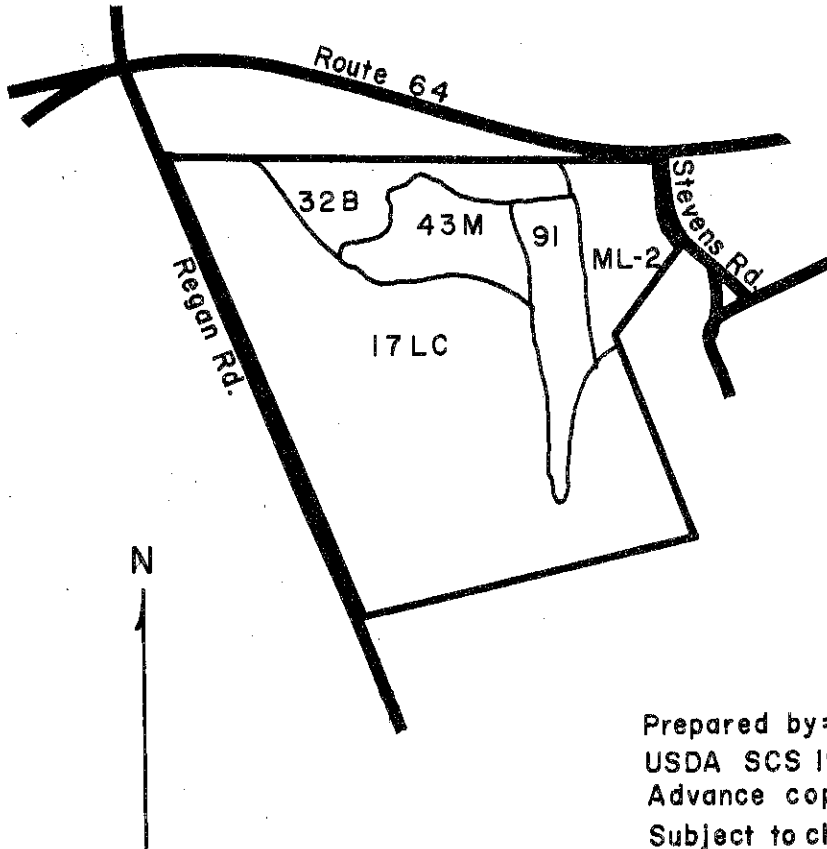 Route 64
Stevens Rd.
32B
43M
91
ML-2
Regan Rd.
17LC
N
Prepared by:
USDA SCS
Advance
Subject to